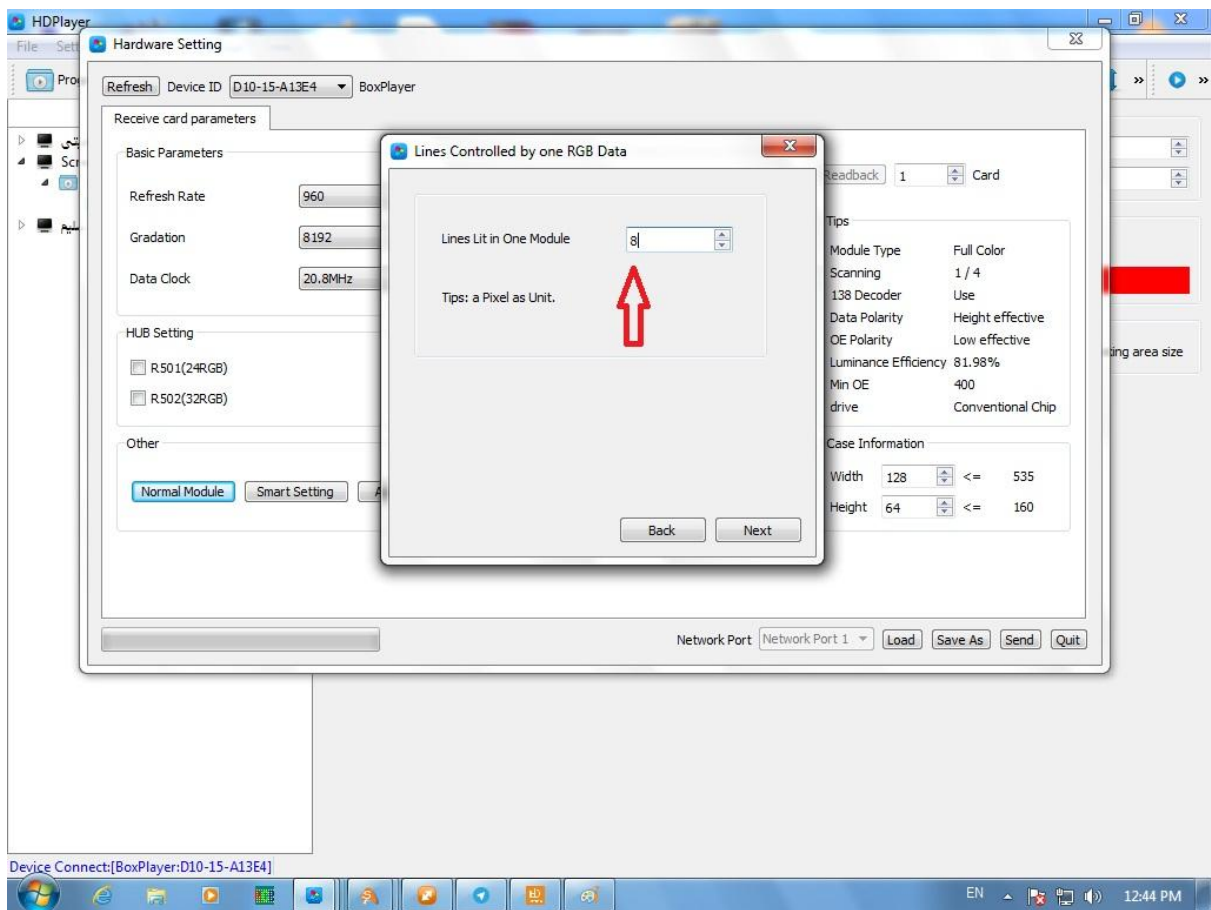 HDPlayer
File
Hardware Setting
Refresh
Device ID
D10-15-A13E4
BoxPlayer
Receive card parameters
Basic Parameters
Refresh Rate
960
Gradation
8192
Data Clock
20.8MHz
HUB Setting
R501(24RGB)
R502(32RGB)
Other
Normal Module
Smart Setting
Lines Controlled by one RGB Data
Lines Lit in One Module
8
Tips: a Pixel as Unit.
Back
Next
Readback
1
Card
Tips
Module Type Full Color
Scanning 1 / 4
138 Decoder Use
Data Polarity Height effective
OE Polarity Low effective
Luminance Efficiency 81.98%
Min OE 400
drive Conventional Chip
Case Information
Width 128 <= 535
Height 64 <= 160
area size
Network Port
Network Port 1
Load
Save As
Send
Quit
Device Connect:[BoxPlayer:D10-15-A13E4]
EN
12:44 PM